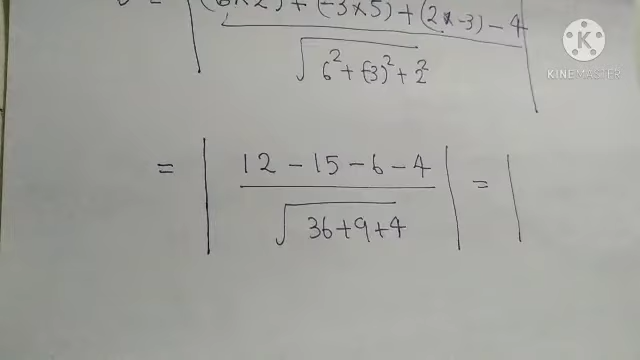 = | (6×2) + (-3×5) + (2×-3) - 4 / √6²+(-3)²+2² |
KINEMASTER
= | 12 - 15 - 6 - 4 / √36+9+4 | = |